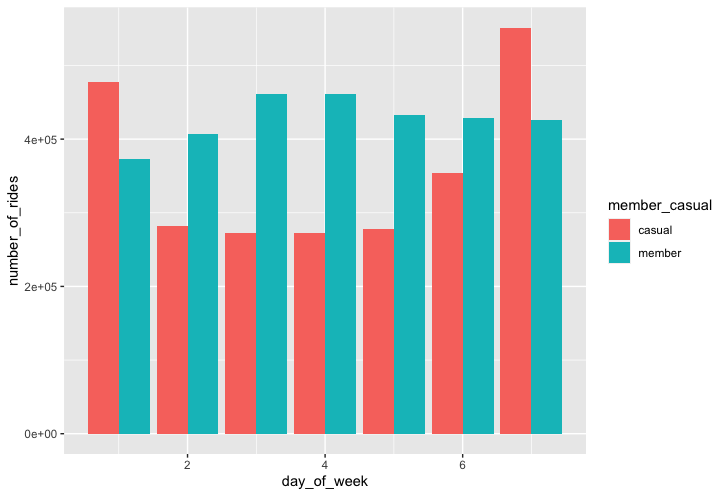 number_of_rides
4e+05
2e+05
0e+00
2
4
6
day_of_week
member_casual
casual
member